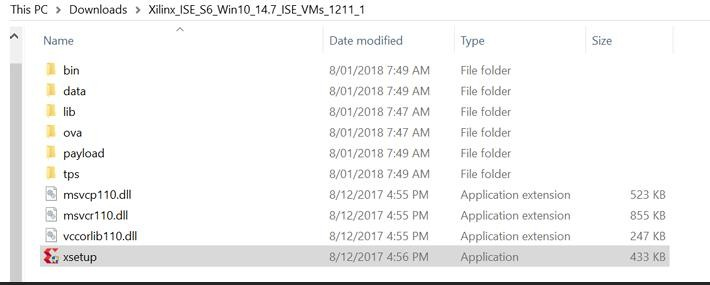 This PC > Downloads > Xilinx_ISE_S6_Win10_14.7_ISE_VMs_1211_1
Name Date modified Type Size
bin 8/01/2018 7:49 AM File folder
data 8/01/2018 7:49 AM File folder
lib 8/01/2018 7:47 AM File folder
ova 8/01/2018 7:47 AM File folder
payload 8/01/2018 7:49 AM File folder
tps 8/01/2018 7:49 AM File folder
msvcp110.dll 8/12/2017 4:55 PM Application extension 523 KB
msvcr110.dll 8/12/2017 4:55 PM Application extension 855 KB
vccorlib110.dll 8/12/2017 4:55 PM Application extension 247 KB
xsetup 8/12/2017 4:56 PM Application 433 KB